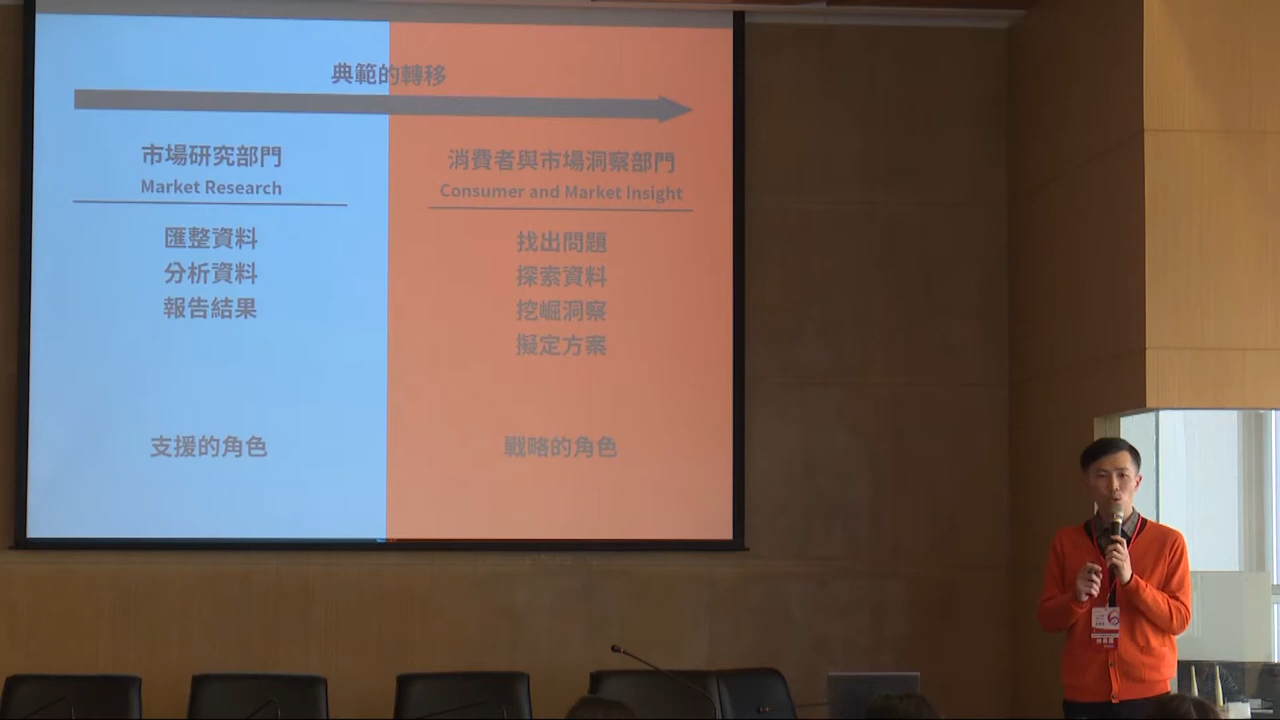 典範的轉移
市場研究部門
Market Research
匯整資料
分析資料
報告結果
支援的角色
消費者與市場洞察部門
Consumer and Market Insight
找出問題
探索資料
挖崛洞察
擬定方案
戰略的角色